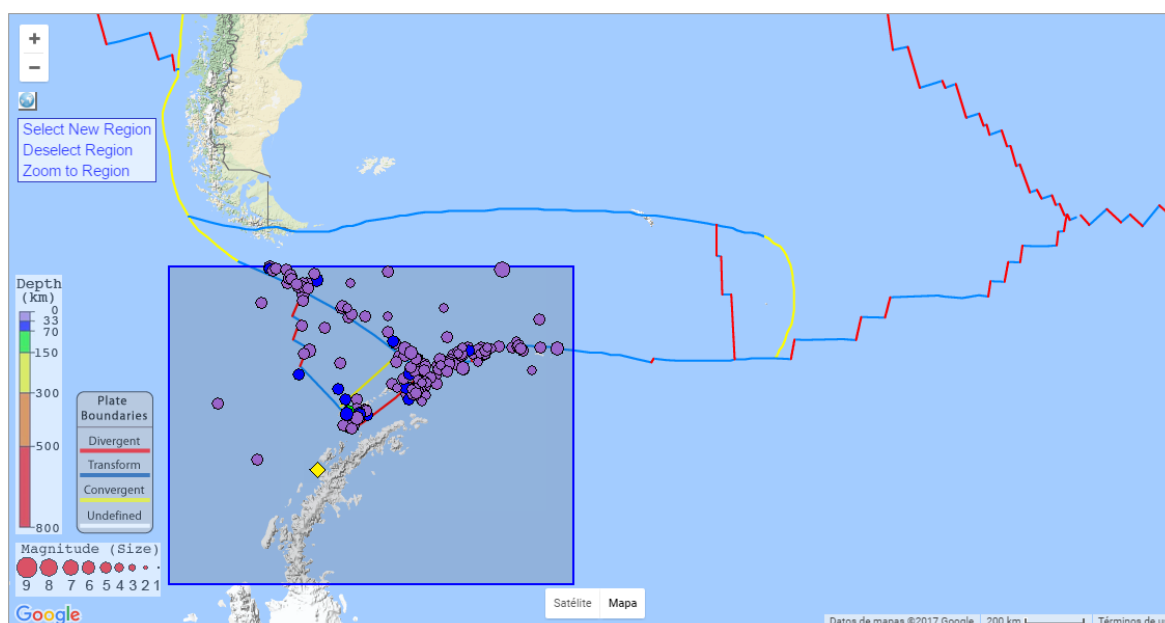 +
−
Select New Region
Deselect Region
Zoom to Region
Depth
(km)
0
33
70
150
300
500
800
Plate
Boundaries
Divergent
Transform
Convergent
Undefined
Magnitude (Size)
9 8 7 6 5 4 3 2 1
Google
Satélite Mapa
Datos de mapas ©2017 Google 200 km Términos de u